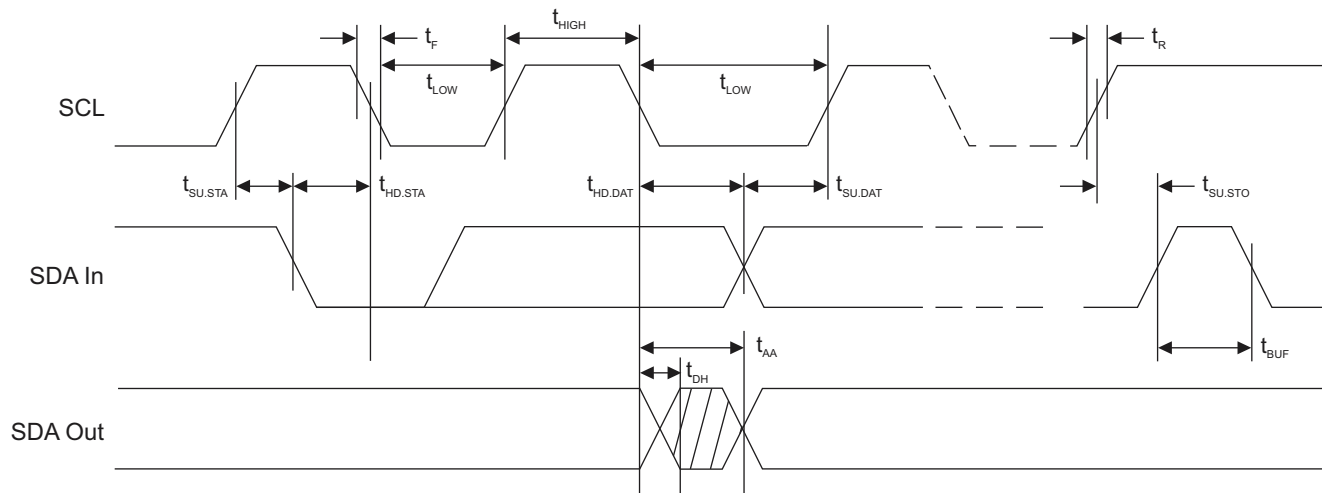 tHIGH
tF
tR
tLOW
tLOW
SCL
tSU.STA
tHD.STA
tHD.DAT
tSU.DAT
tSU.STO
SDA In
tAA
tBUF
tDH
SDA Out